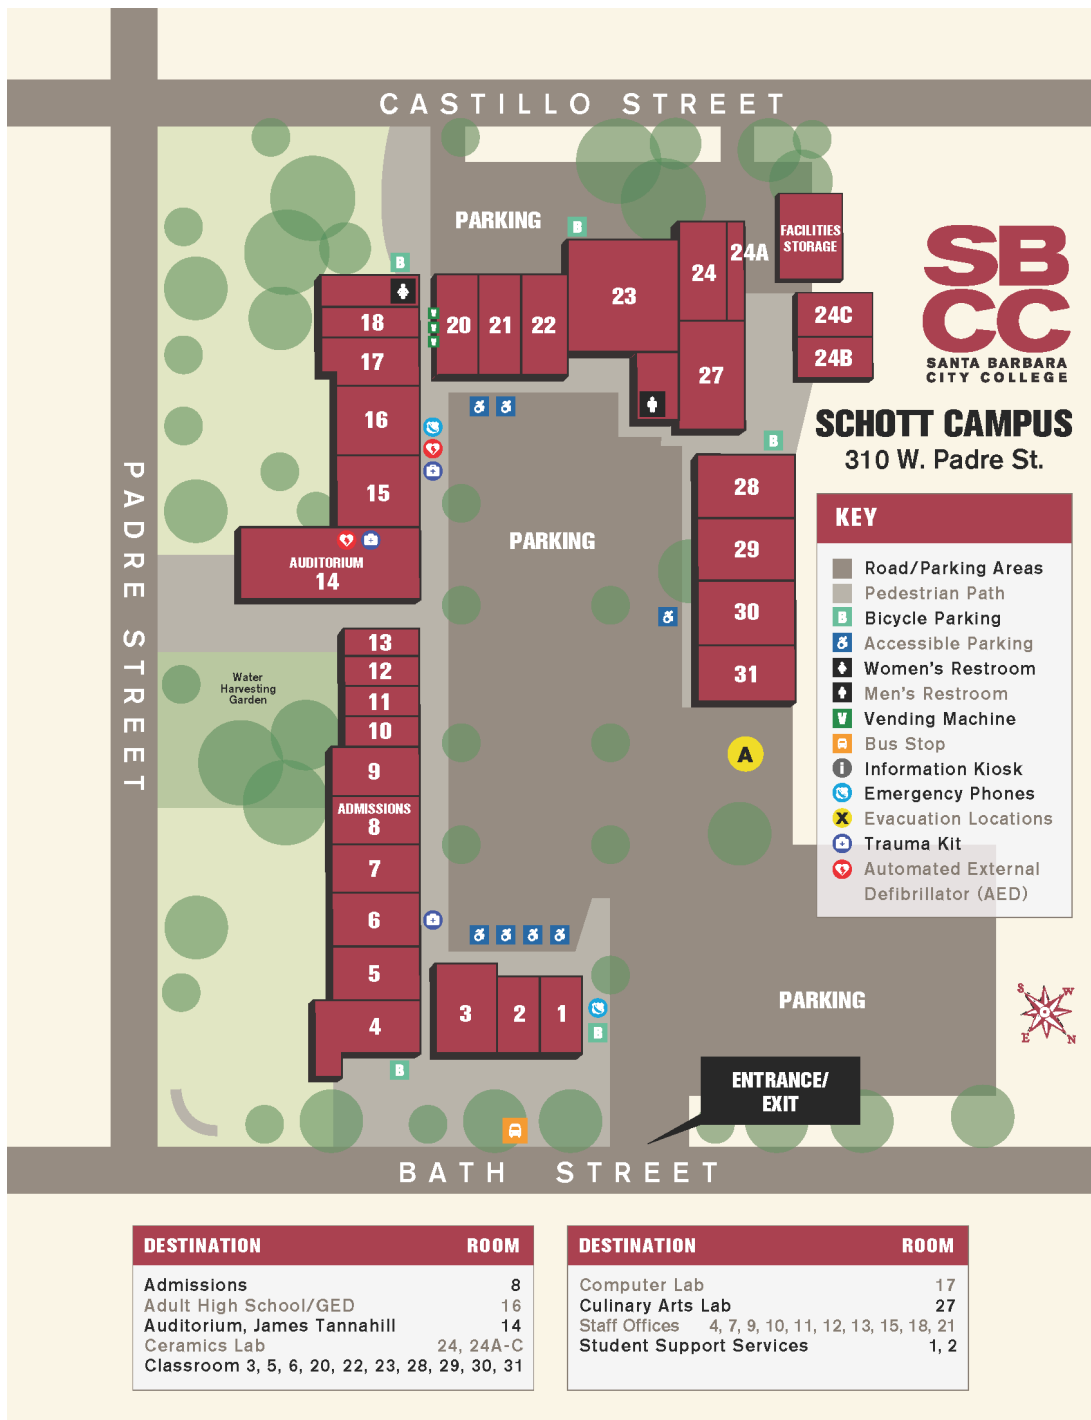 CASTILLO STREET
PARKING
B
FACILITIES
STORAGE
24A
24
23
B
18
20
21
22
17
24C
24B
SBCC
SANTA BARBARA
CITY COLLEGE
27
16
B
SCHOTT CAMPUS
310 W. Padre St.
15
28
PARKING
29
AUDITORIUM
14
30
13
31
12
11
10
Water
Harvesting
Garden
PADRE STREET
9
A
ADMISSIONS
8
7
6
5
4
3
2
1
B
B
PARKING
S
W
E
N
ENTRANCE/
EXIT
BATH STREET
KEY
Road/Parking Areas
Pedestrian Path
B Bicycle Parking
Accessible Parking
Women's Restroom
Men's Restroom
Vending Machine
Bus Stop
i Information Kiosk
Emergency Phones
X Evacuation Locations
Trauma Kit
Automated External
Defibrillator (AED)
DESTINATION ROOM
Admissions 8
Adult High School/GED 16
Auditorium, James Tannahill 14
Ceramics Lab 24, 24A-C
Classroom 3, 5, 6, 20, 22, 23, 28, 29, 30, 31
DESTINATION ROOM
Computer Lab 17
Culinary Arts Lab 27
Staff Offices 4, 7, 9, 10, 11, 12, 13, 15, 18, 21
Student Support Services 1, 2